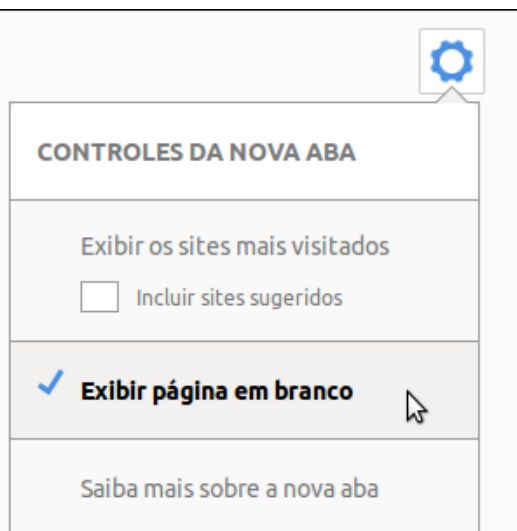 CONTROLES DA NOVA ABA
Exibir os sites mais visitados
Incluir sites sugeridos
Exibir página em branco
Saiba mais sobre a nova aba